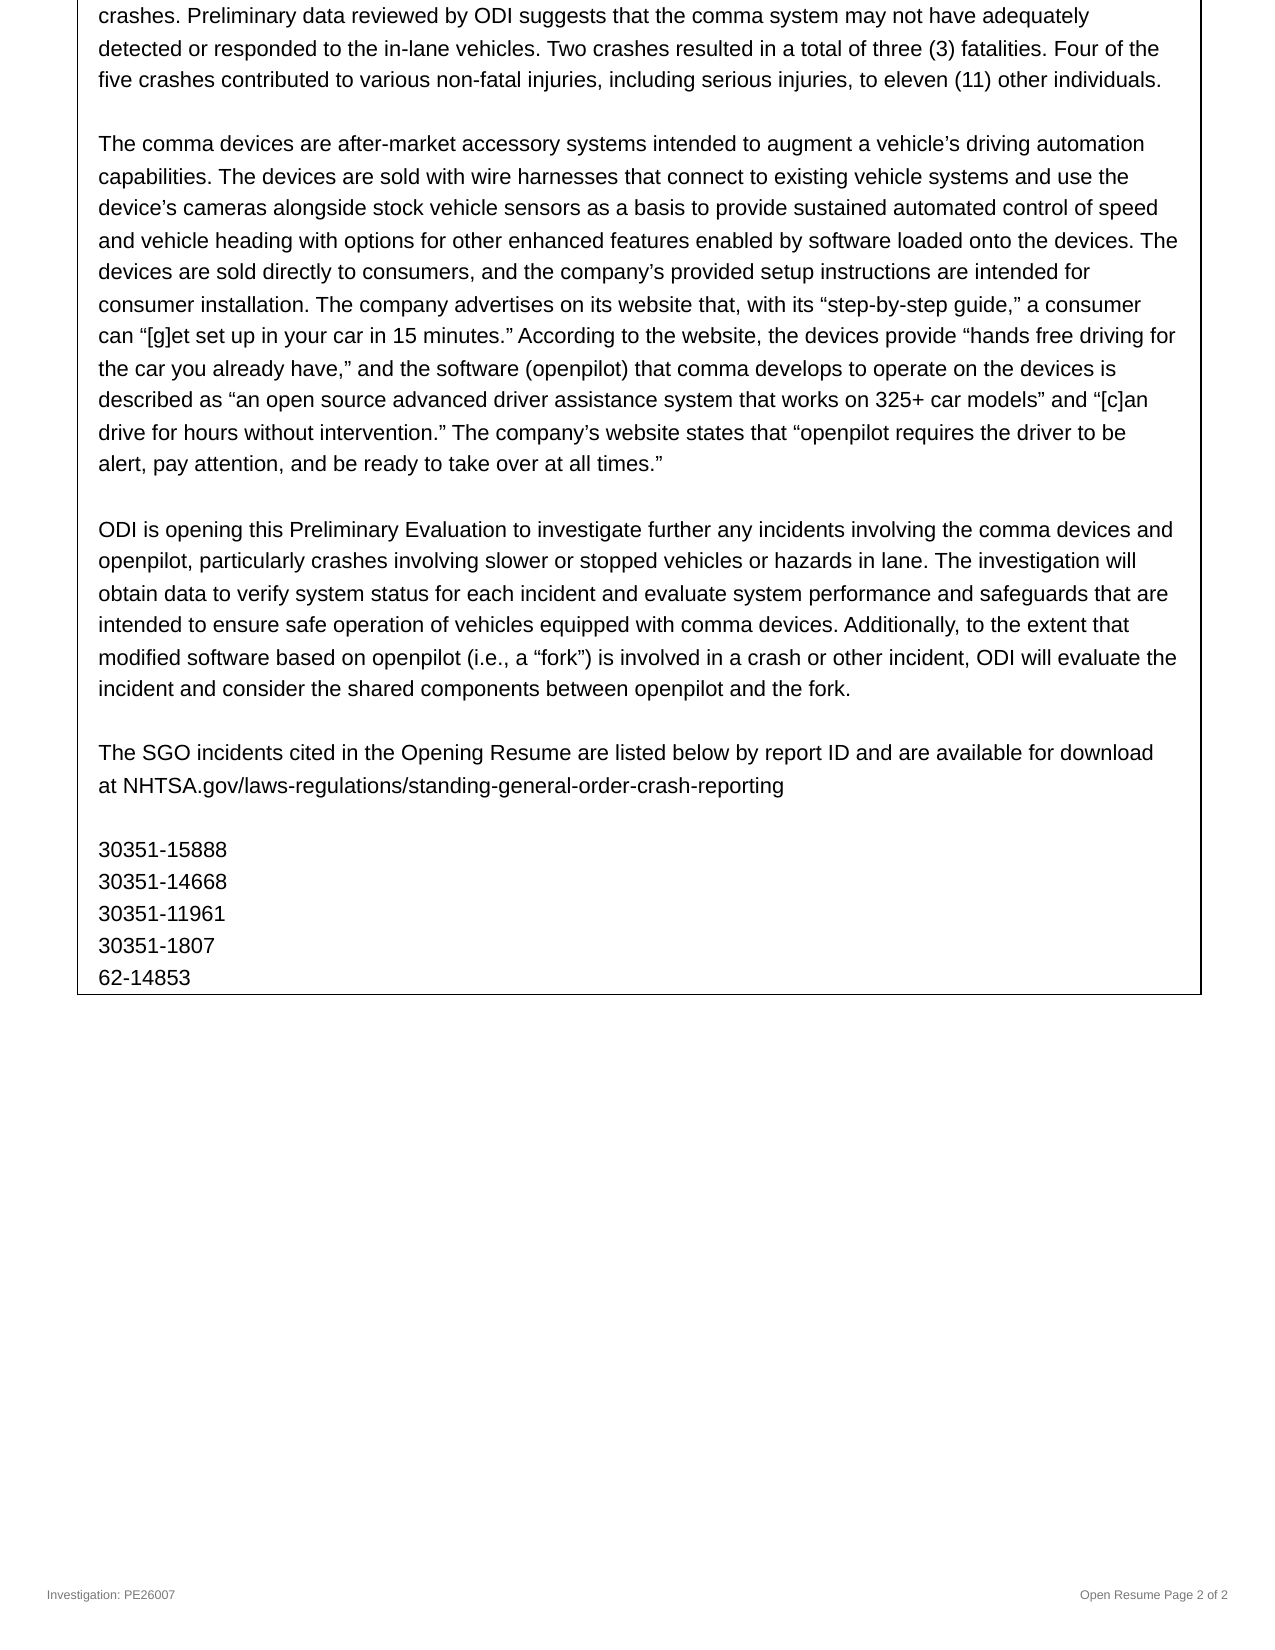 crashes. Preliminary data reviewed by ODI suggests that the comma system may not have adequately
detected or responded to the in-lane vehicles. Two crashes resulted in a total of three (3) fatalities. Four of the
five crashes contributed to various non-fatal injuries, including serious injuries, to eleven (11) other individuals.
The comma devices are after-market accessory systems intended to augment a vehicle’s driving automation
capabilities. The devices are sold with wire harnesses that connect to existing vehicle systems and use the
device’s cameras alongside stock vehicle sensors as a basis to provide sustained automated control of speed
and vehicle heading with options for other enhanced features enabled by software loaded onto the devices. The
devices are sold directly to consumers, and the company’s provided setup instructions are intended for
consumer installation. The company advertises on its website that, with its “step-by-step guide,” a consumer
can “[g]et set up in your car in 15 minutes.” According to the website, the devices provide “hands free driving for
the car you already have,” and the software (openpilot) that comma develops to operate on the devices is
described as “an open source advanced driver assistance system that works on 325+ car models” and “[c]an
drive for hours without intervention.” The company’s website states that “openpilot requires the driver to be
alert, pay attention, and be ready to take over at all times.”
ODI is opening this Preliminary Evaluation to investigate further any incidents involving the comma devices and
openpilot, particularly crashes involving slower or stopped vehicles or hazards in lane. The investigation will
obtain data to verify system status for each incident and evaluate system performance and safeguards that are
intended to ensure safe operation of vehicles equipped with comma devices. Additionally, to the extent that
modified software based on openpilot (i.e., a “fork”) is involved in a crash or other incident, ODI will evaluate the
incident and consider the shared components between openpilot and the fork.
The SGO incidents cited in the Opening Resume are listed below by report ID and are available for download
at NHTSA.gov/laws-regulations/standing-general-order-crash-reporting
30351-15888
30351-14668
30351-11961
30351-1807
62-14853
Investigation: PE26007
Open Resume Page 2 of 2